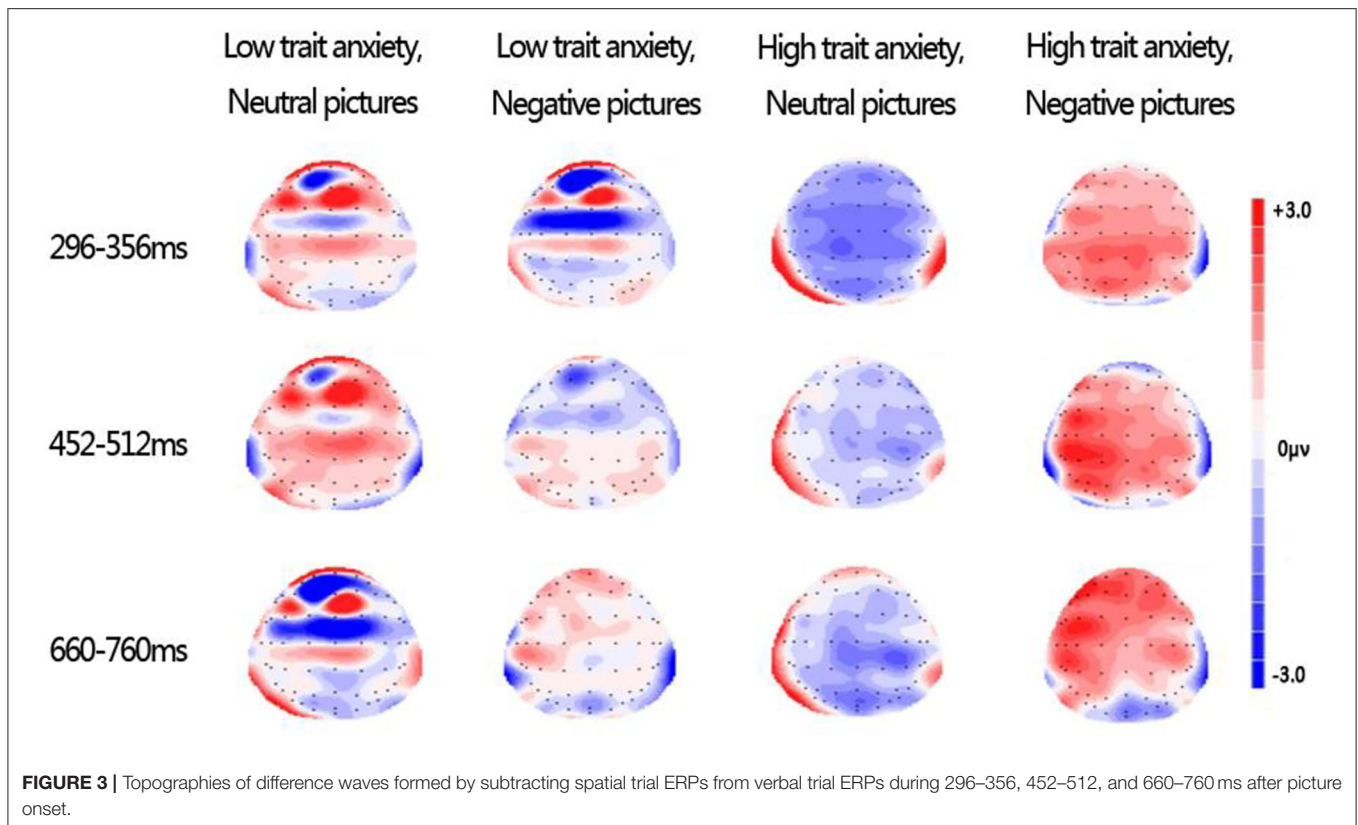 Low trait anxiety,
Neutral pictures
Low trait anxiety,
Negative pictures
High trait anxiety,
Neutral pictures
High trait anxiety,
Negative pictures
296-356ms
452-512ms
660-760ms
+3.0
0μv
-3.0
FIGURE 3 | Topographies of difference waves formed by subtracting spatial trial ERPs from verbal trial ERPs during 296–356, 452–512, and 660–760 ms after picture
onset.